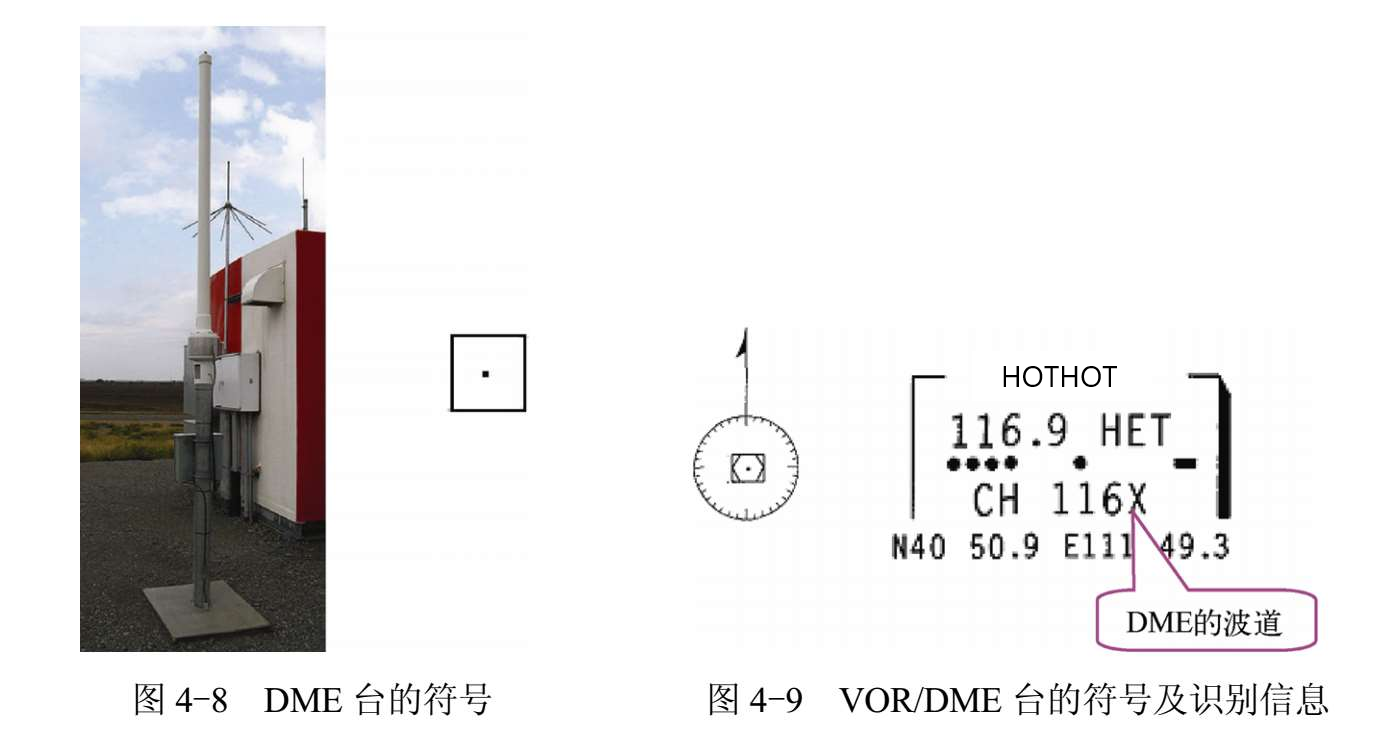 HOTHOT
116.9 HET
CH 116X
N40 50.9 E111 49.3
DME的波道
图 4-8 DME 台的符号
图 4-9 VOR/DME 台的符号及识别信息